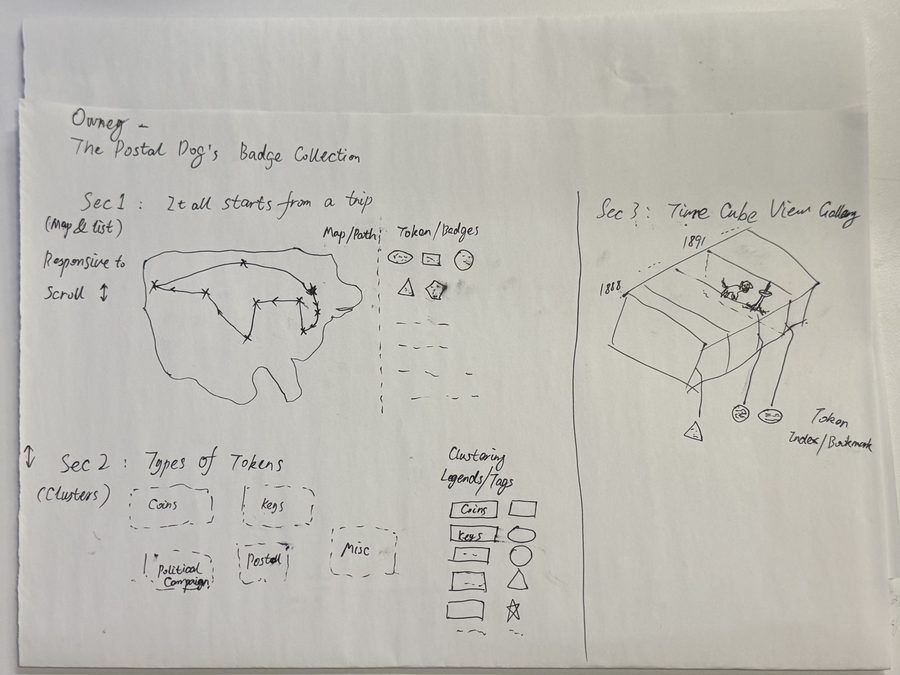 Owney -
The Postal Dog's Badge Collection
Sec 1 : It all starts from a trip
(Map & list)
Responsive to
Scroll ↕
Map/Path
Token/Badges
Sec 2 : Types of Tokens
(Clusters)
Coins
Keys
Political
Campaign
Postal
Misc
Clustering
Legends/Tags
Coins
Keys
Sec 3 : Time Cube View Gallery
1891
1868
Token
Index/Bookmark